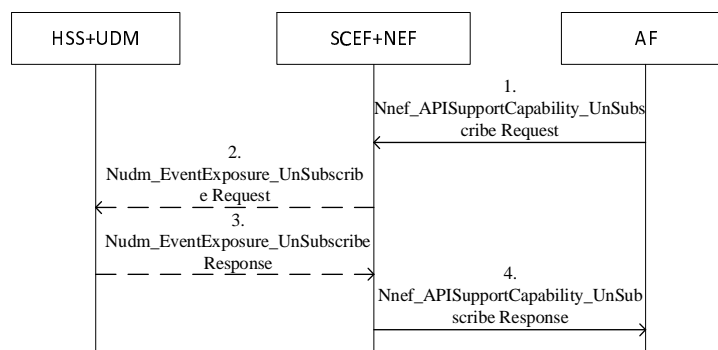 HSS+UDM
SCEF+NEF
AF
1.
Nnef_APISupportCapability_UnSubs
cribe Request
2.
Nudm_EventExposure_UnSubscrib
e Request
3.
Nudm_EventExposure_UnSubscribe
Response
4.
Nnef_APISupportCapability_UnSub
scribe Response